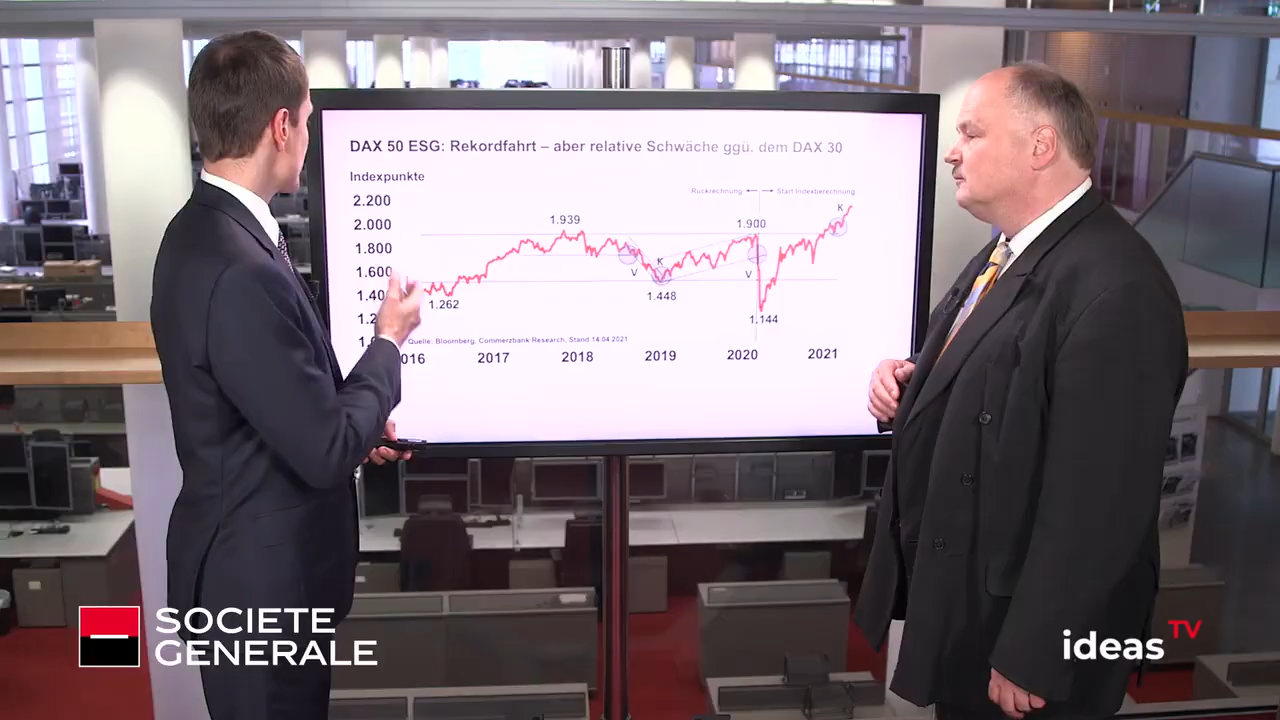 DAX 50 ESG: Rekordfahrt – aber relative Schwäche ggü. dem DAX 30
Indexpunkte
Rückrechnung
Start Indexberechnung
2.200
2.000
1.800
1.600
1.939
1.900
K
V
K
V
1.262
1.448
1.144
Quelle: Bloomberg, Commerzbank Research, Stand 14.04.2021
2017
2018
2019
2020
2021
SOCIETE
GENERALE
ideas TV